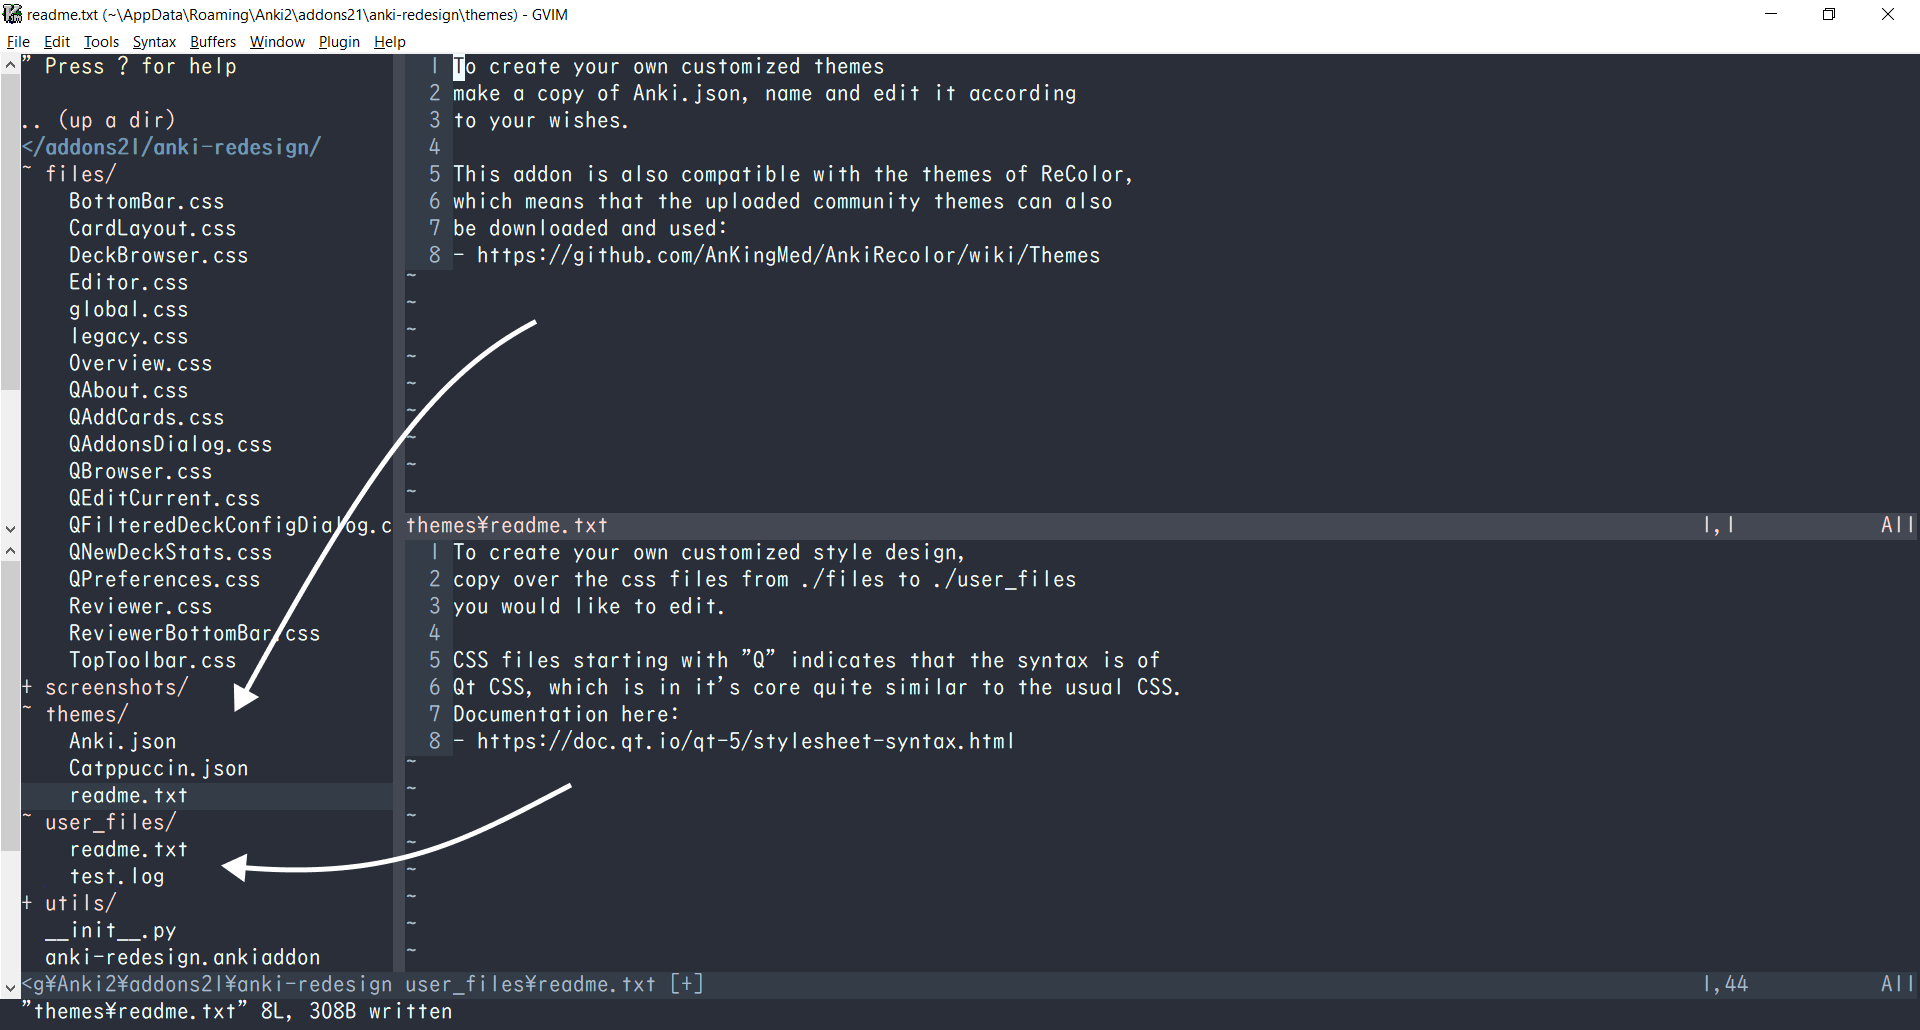 readme.txt (~\AppData\Roaming\Anki2\addons21\anki-redesign\themes) - GVIM
File Edit Tools Syntax Buffers Window Plugin Help
" Press ? for help
.. (up a dir)
</addons21/anki-redesign/
~ files/
BottomBar.css
CardLayout.css
DeckBrowser.css
Editor.css
global.css
legacy.css
Overview.css
QAbout.css
QAddCards.css
QAddonsDialog.css
QBrowser.css
QEditCurrent.css
QFilteredDeckConfigDialog.c
QNewDeckStats.css
QPreferences.css
Reviewer.css
ReviewerBottomBar.css
TopToolbar.css
+ screenshots/
~ themes/
Anki.json
Catppuccin.json
readme.txt
~ user_files/
readme.txt
test.log
+ utils/
__init__.py
anki-redesign.ankiaddon
<g¥Anki2¥addons21¥anki-redesign
1 To create your own customized themes
2 make a copy of Anki.json, name and edit it according
3 to your wishes.
4
5 This addon is also compatible with the themes of ReColor,
6 which means that the uploaded community themes can also
7 be downloaded and used:
8 - https://github.com/AnKingMed/AnkiRecolor/wiki/Themes
~
~
~
~
~
~
~
~
~
themes¥readme.txt 1,1 All
1 To create your own customized style design,
2 copy over the css files from ./files to ./user_files
3 you would like to edit.
4
5 CSS files starting with "Q" indicates that the syntax is of
6 Qt CSS, which is in it's core quite similar to the usual CSS.
7 Documentation here:
8 - https://doc.qt.io/qt-5/stylesheet-syntax.html
~
~
~
~
~
~
~
~
user_files¥readme.txt [+] 1,44 All
"themes¥readme.txt" 8L, 308B written